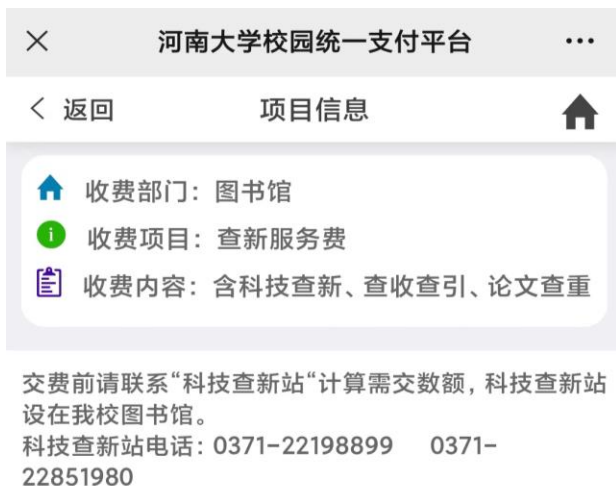 河南大学校园统一支付平台
返回 项目信息
收费部门：图书馆
收费项目：查新服务费
收费内容：含科技查新、查收查引、论文查重
交费前请联系“科技查新站“计算需交数额，科技查新站
设在我校图书馆。
科技查新站电话：0371-22198899 0371-
22851980